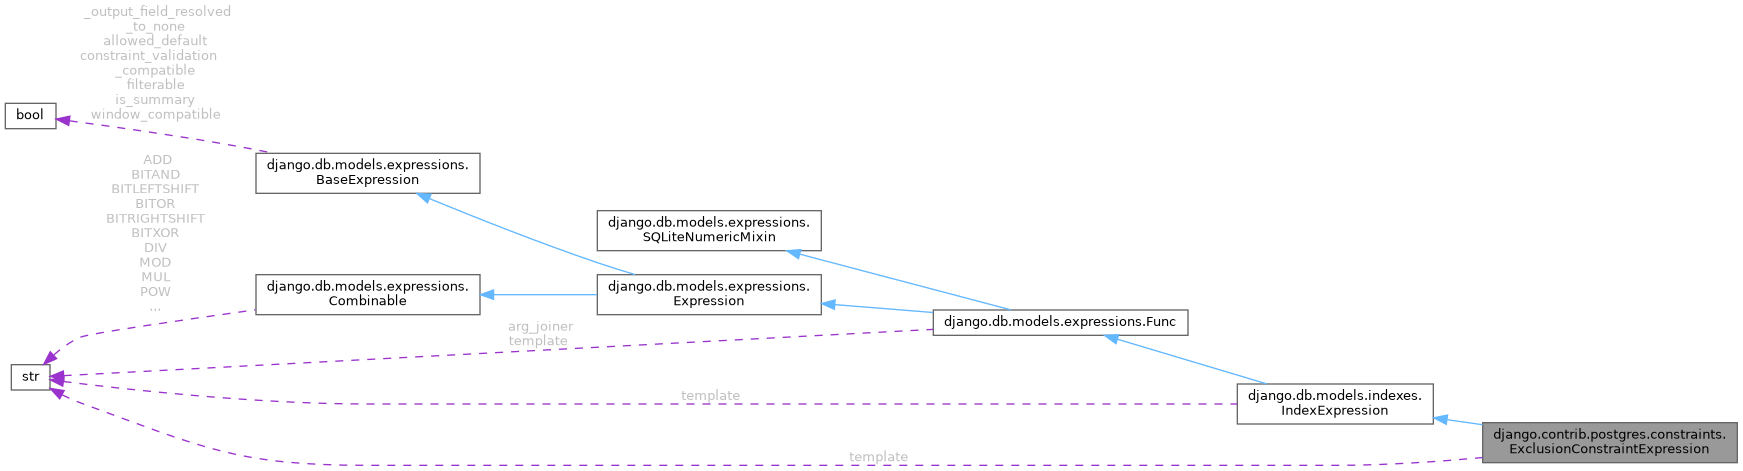 _output_field_resolved
_to_none
allowed_default
constraint_validation
_compatible
filterable
is_summary
window_compatible
bool
ADD
BITAND
BITLEFTSHIFT
BITOR
BITRIGHTSHIFT
BITXOR
DIV
MOD
MUL
POW
...
django.db.models.expressions.
BaseExpression
django.db.models.expressions.
SQLiteNumericMixin
django.db.models.expressions.
Combinable
django.db.models.expressions.
Expression
django.db.models.expressions.Func
arg_joiner
template
str
template
django.db.models.indexes.
IndexExpression
django.contrib.postgres.constraints.
ExclusionConstraintExpression
template